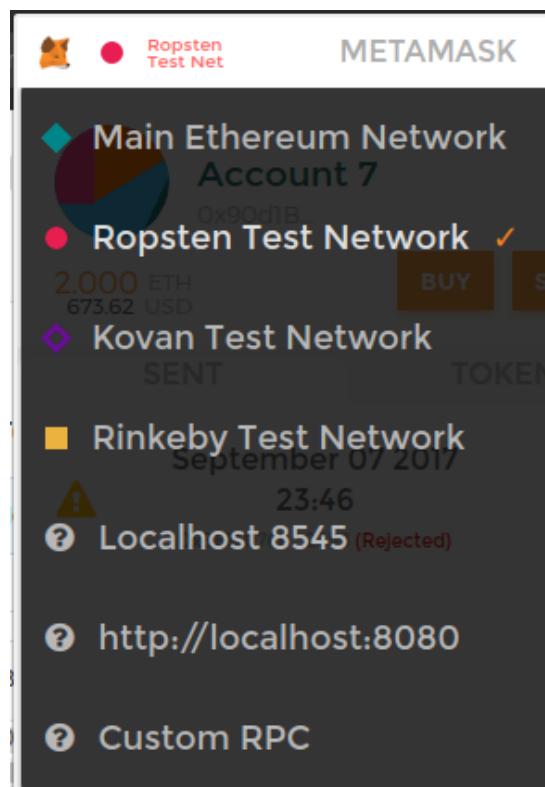 Ropsten
Test Net
METAMASK
Main Ethereum Network
Account 7
0x90d1B...
Ropsten Test Network ✓
2.000 ETH
BUY
S
673.62 USD
Kovan Test Network
SENT
TOKEN
Rinkeby Test Network
September 07 2017
23:46
Localhost 8545
(Rejected)
http://localhost:8080
Custom RPC